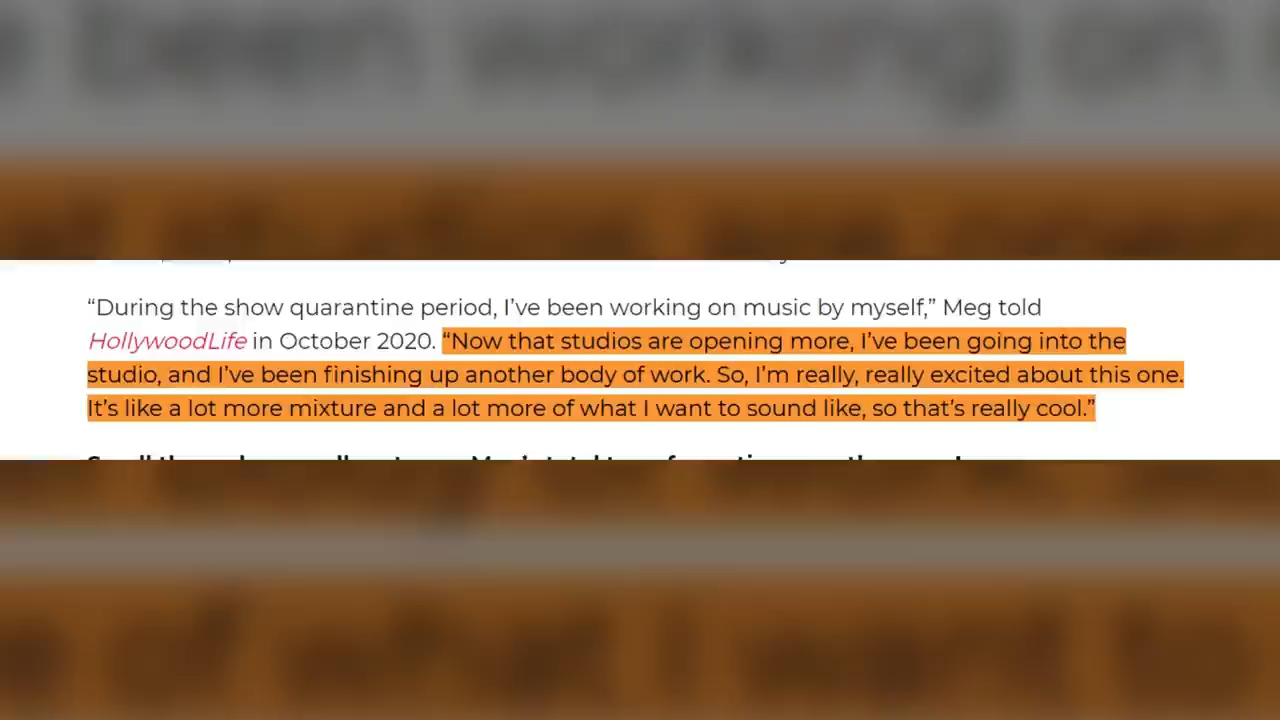 “During the show quarantine period, I’ve been working on music by myself,” Meg told
HollywoodLife in October 2020. “Now that studios are opening more, I’ve been going into the
studio, and I’ve been finishing up another body of work. So, I’m really, really excited about this one.
It’s like a lot more mixture and a lot more of what I want to sound like, so that’s really cool.”